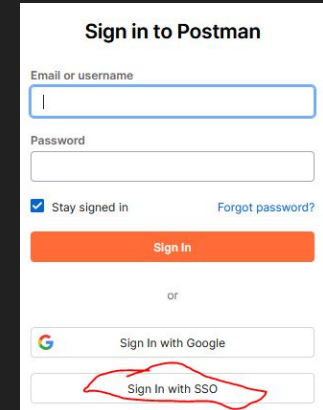 Sign in to Postman
Email or username
Password
Stay signed in Forgot password?
Sign In
or
Sign In with Google
Sign In with SSO